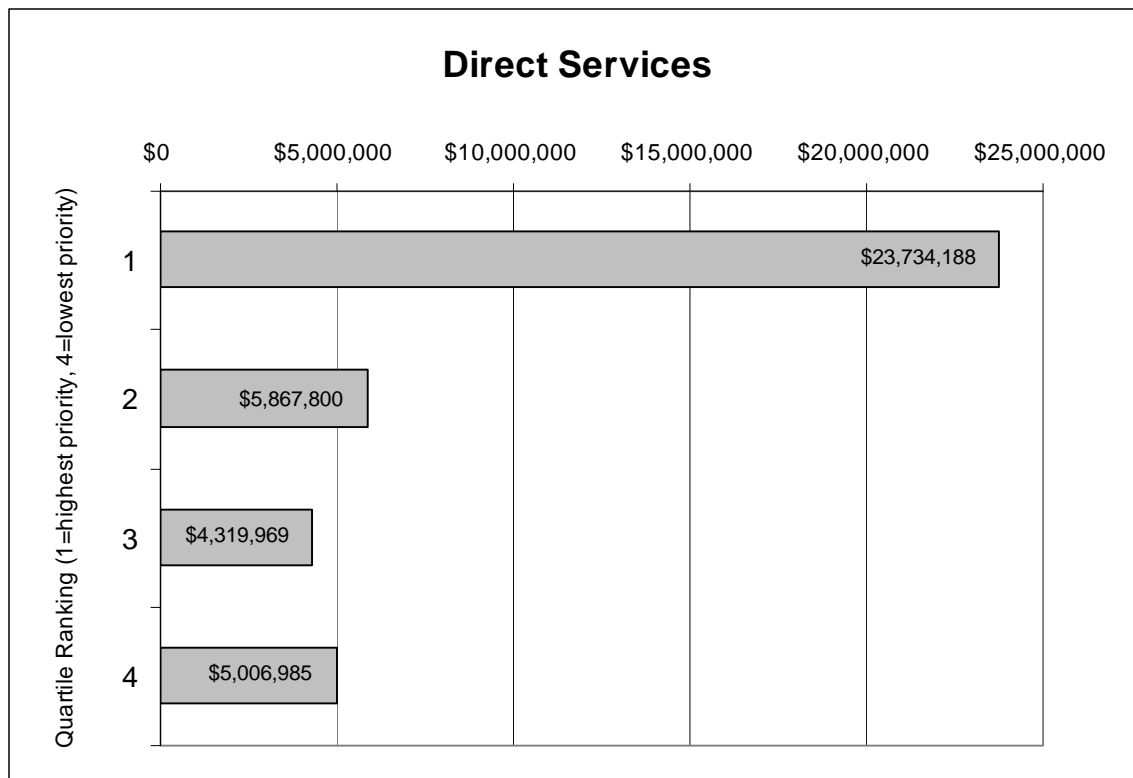 Direct Services
$0 $5,000,000 $10,000,000 $15,000,000 $20,000,000 $25,000,000
Quartile Ranking (1=highest priority, 4=lowest priority)
1 $23,734,188
2 $5,867,800
3 $4,319,969
4 $5,006,985